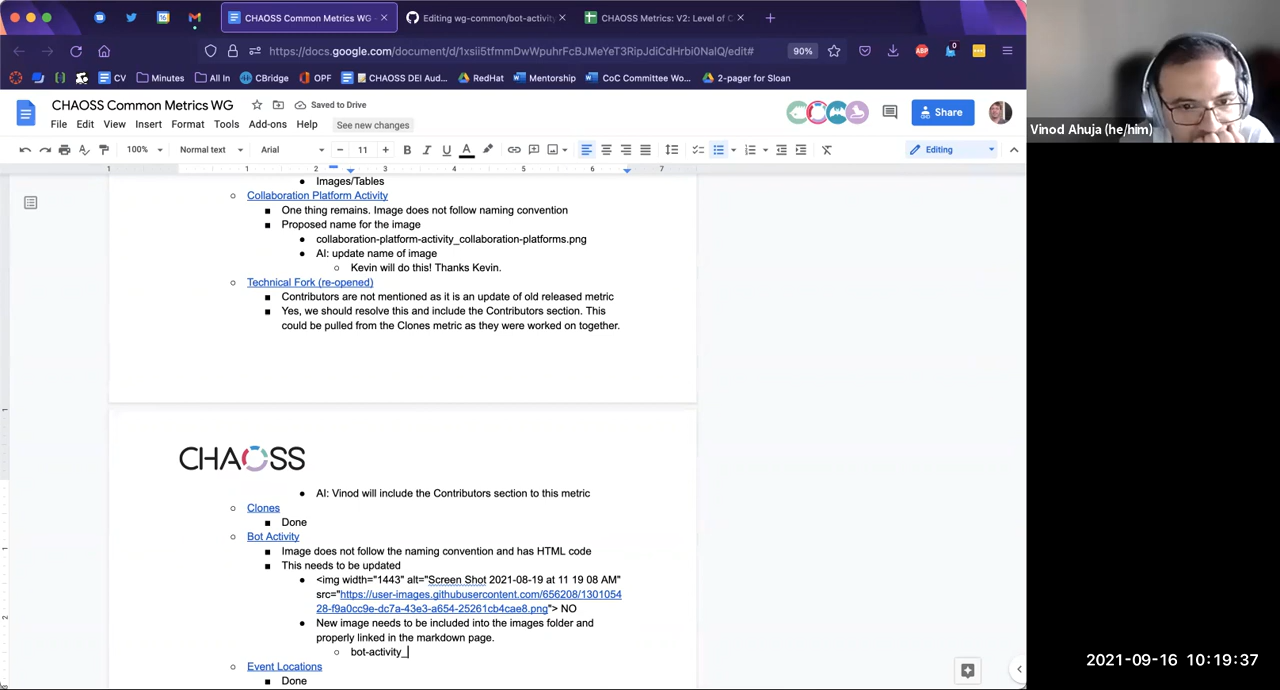 CHAOSS Common Metrics WG
Editing wg-common/bot-activity
CHAOSS Metrics: V2: Level of
https://docs.google.com/document/d/1xsii5tfmmDwWpuhrFcBJMeYeT3RipJdiCdHrbi0NaIQ/edit#
90%
ABP
0
CV
Minutes
All In
CBridge
OPF
CHAOSS DEI Aud...
RedHat
Mentorship
CoC Committee Wo...
2-pager for Sloan
CHAOSS Common Metrics WG
Saved to Drive
File Edit View Insert Format Tools Add-ons Help
See new changes
Share
100%
Normal text
Arial
11
B I U A
Editing
1 1 2 3 4 5 6 7
Images/Tables
Collaboration Platform Activity
One thing remains. Image does not follow naming convention
Proposed name for the image
collaboration-platform-activity_collaboration-platforms.png
AI: update name of image
Kevin will do this! Thanks Kevin.
Technical Fork (re-opened)
Contributors are not mentioned as it is an update of old released metric
Yes, we should resolve this and include the Contributors section. This
could be pulled from the Clones metric as they were worked on together.
CHAOSS
AI: Vinod will include the Contributors section to this metric
Clones
Done
Bot Activity
Image does not follow the naming convention and has HTML code
This needs to be updated
<img width="1443" alt="Screen Shot 2021-08-19 at 11 19 08 AM"
src="https://user-images.githubusercontent.com/656208/1301054
28-f9a0cc9e-dc7a-43e3-a654-25261cb4cae8.png"> NO
New image needs to be included into the images folder and
properly linked in the markdown page.
bot-activity_
Event Locations
Done
Vinod Ahuja (he/him)
2021-09-16 10:19:37